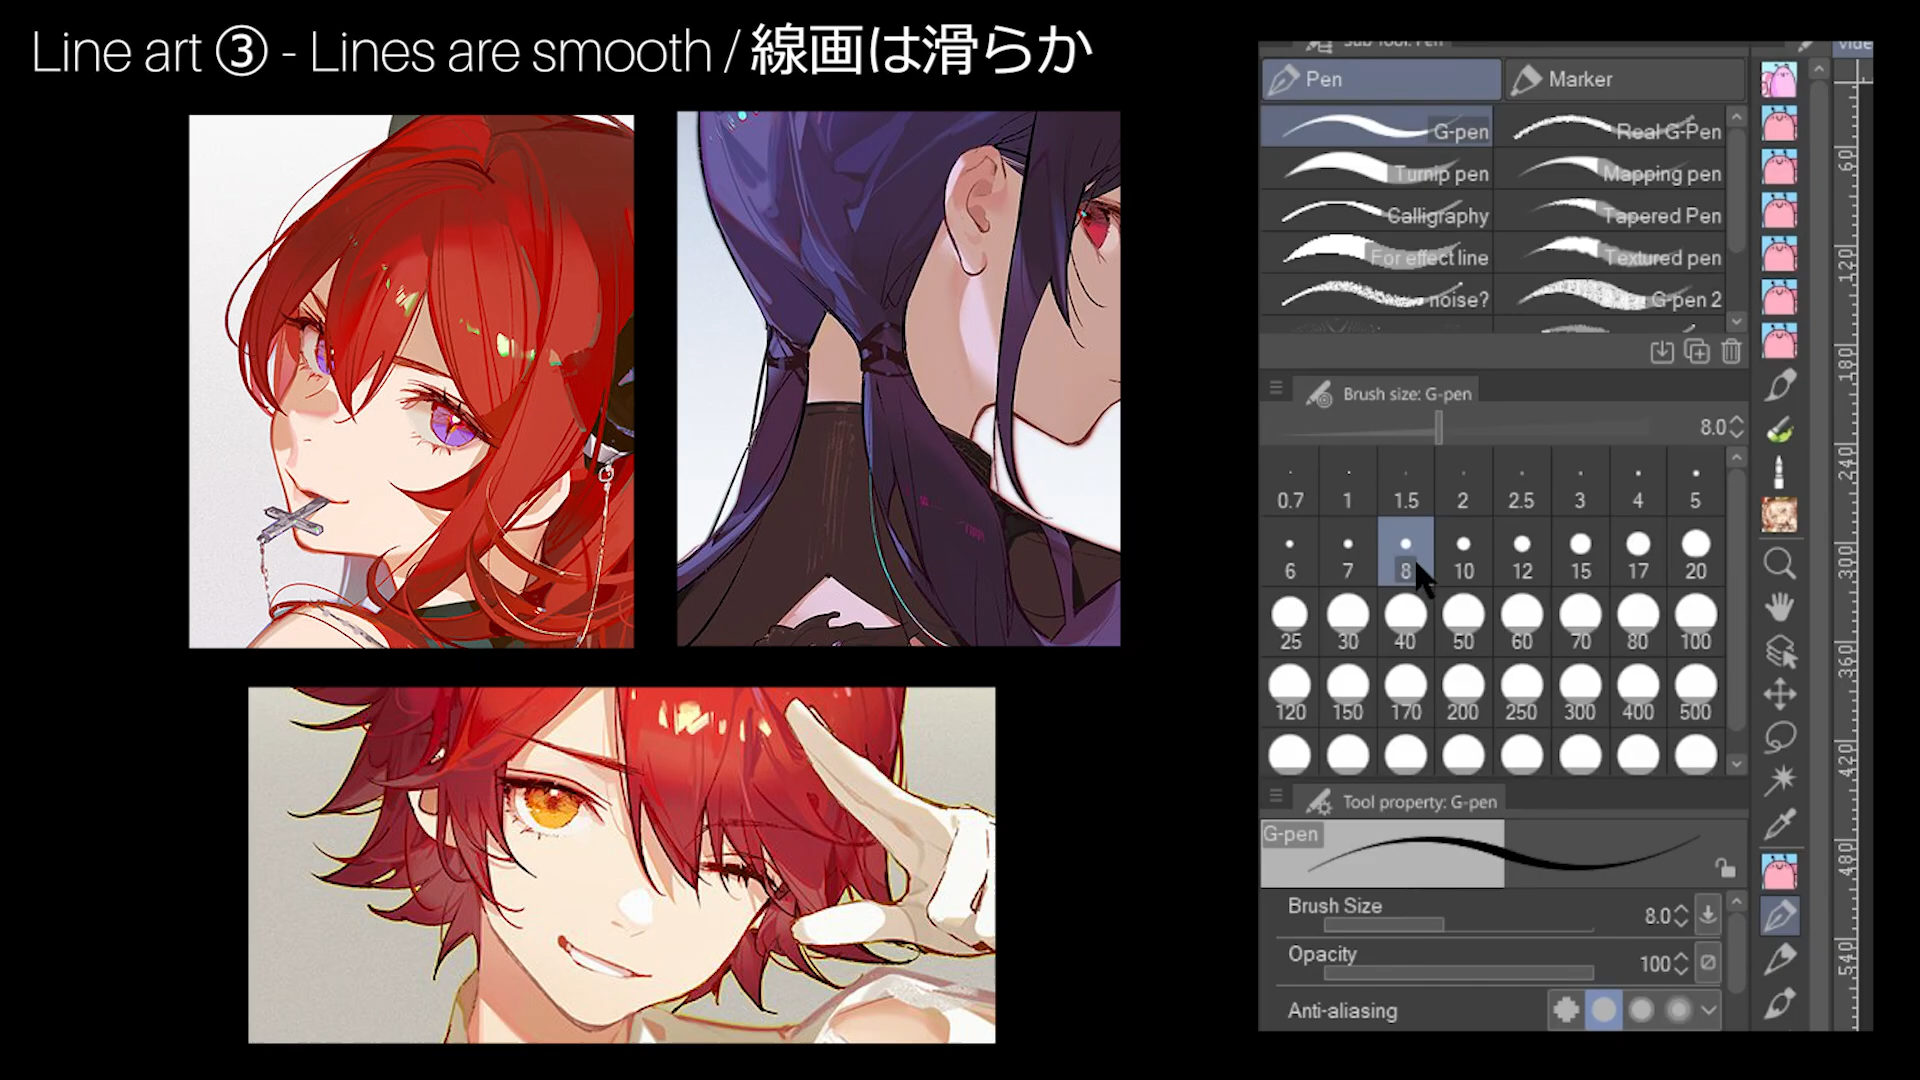 Line art ③ - Lines are smooth / 線画は滑らか
Sub Tool: Pen
Pen Marker
G-pen Real G-Pen
Turnip pen Mapping pen
Calligraphy Tapered Pen
For effect line Textured pen
noise? G-pen 2
Brush size: G-pen
8.0
0.7 1 1.5 2 2.5 3 4 5
6 7 8 10 12 15 17 20
25 30 40 50 60 70 80 100
120 150 170 200 250 300 400 500
Tool property: G-pen
G-pen
Brush Size 8.0
Opacity 100
Anti-aliasing
vide
60
120
180
240
300
360
420
480
540